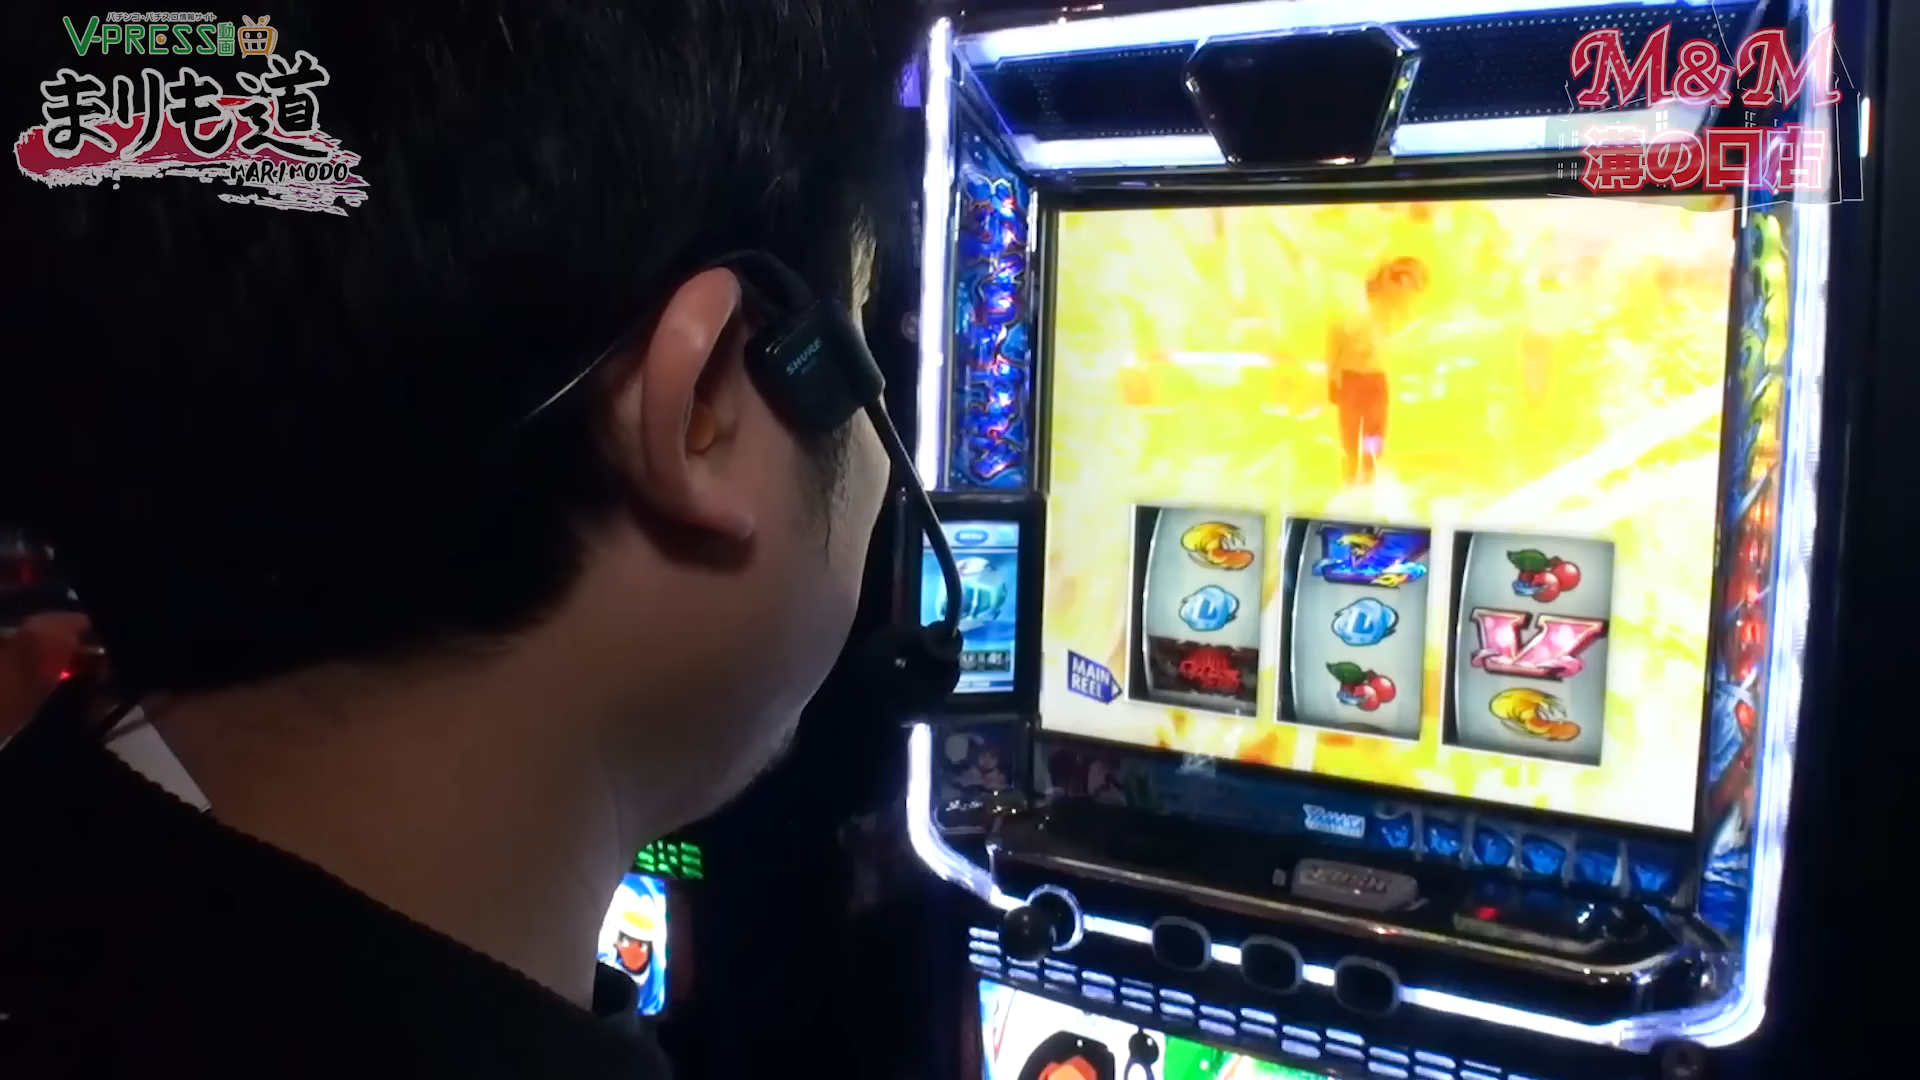 パチンコ・パチスロ情報サイト
V-PRESS動画
まりも道
MARIMODO
M&M
溝の口店
SHURE
MENU
L
L
V
MAIN
REEL
YAMASA